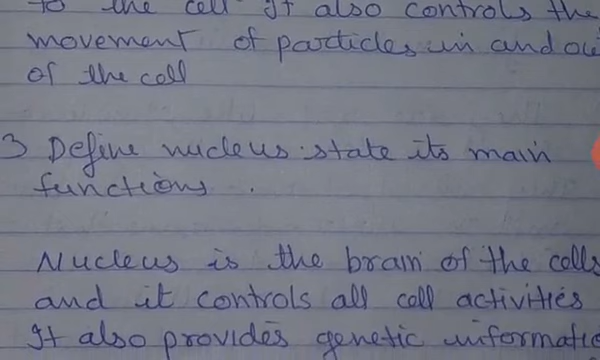 to the cell It also controls the
movement of particles in and out
of the cell
3 Define nucleus. state its main
functions.
Nucleus is the brain of the cells
and it controls all cell activities
It also provides genetic informatio